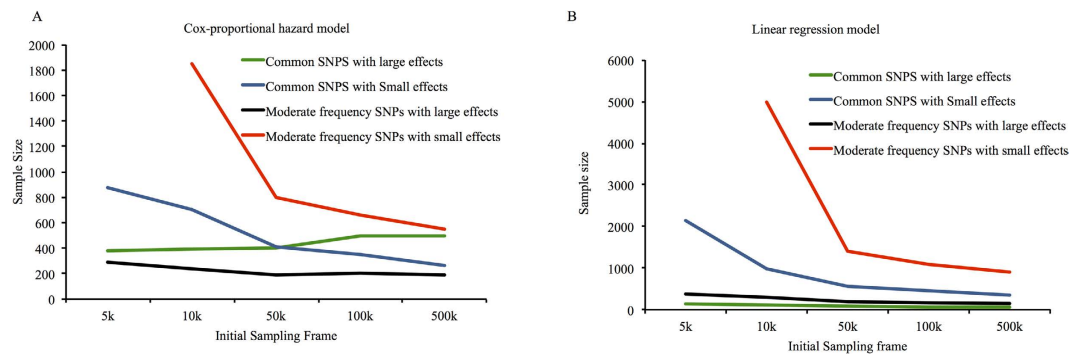 A
Cox-proportional hazard model
2000
1800
1600
1400
1200
1000
800
600
400
200
0
Sample Size
Common SNPS with large effects
Common SNPS with Small effects
Moderate frequency SNPs with large effects
Moderate frequency SNPs with small effects
5k
10k
50k
100k
500k
Initial Sampling Frame
B
Linear regression model
6000
5000
4000
3000
2000
1000
0
Sample size
Common SNPS with large effects
Common SNPS with Small effects
Moderate frequency SNPs with large effects
Moderate frequency SNPs with small effects
5k
10k
50k
100k
500k
Initial Sampling frame